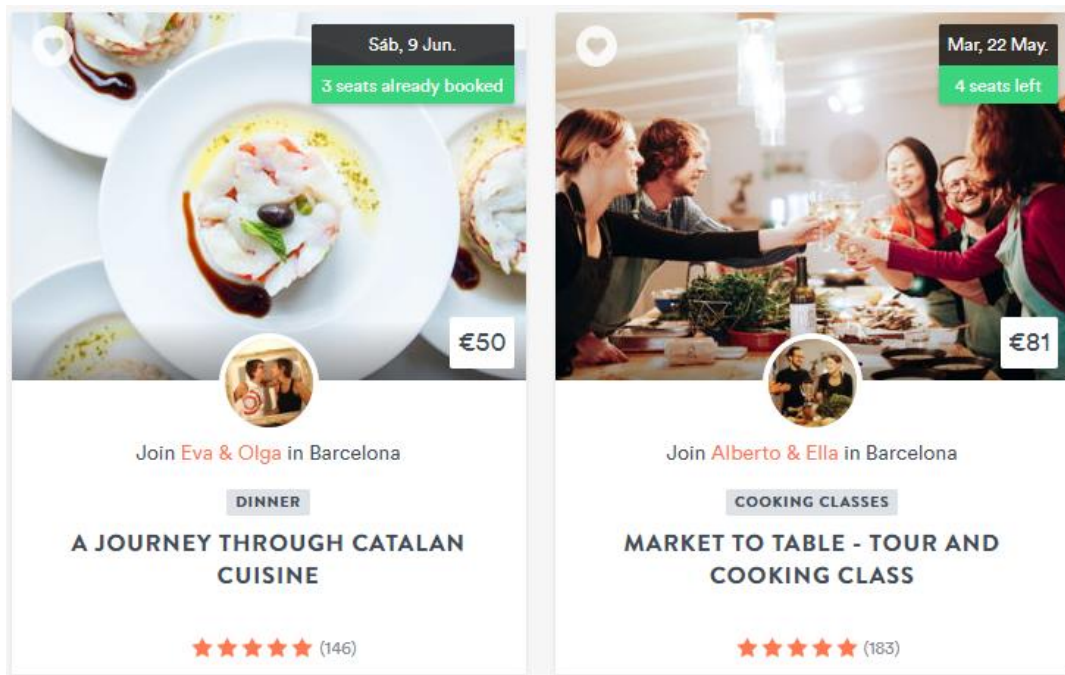 Sáb, 9 Jun.
3 seats already booked
€50
Join Eva & Olga in Barcelona
DINNER
A JOURNEY THROUGH CATALAN
CUISINE
(146)
Mar, 22 May.
4 seats left
€81
Join Alberto & Ella in Barcelona
COOKING CLASSES
MARKET TO TABLE - TOUR AND
COOKING CLASS
(183)